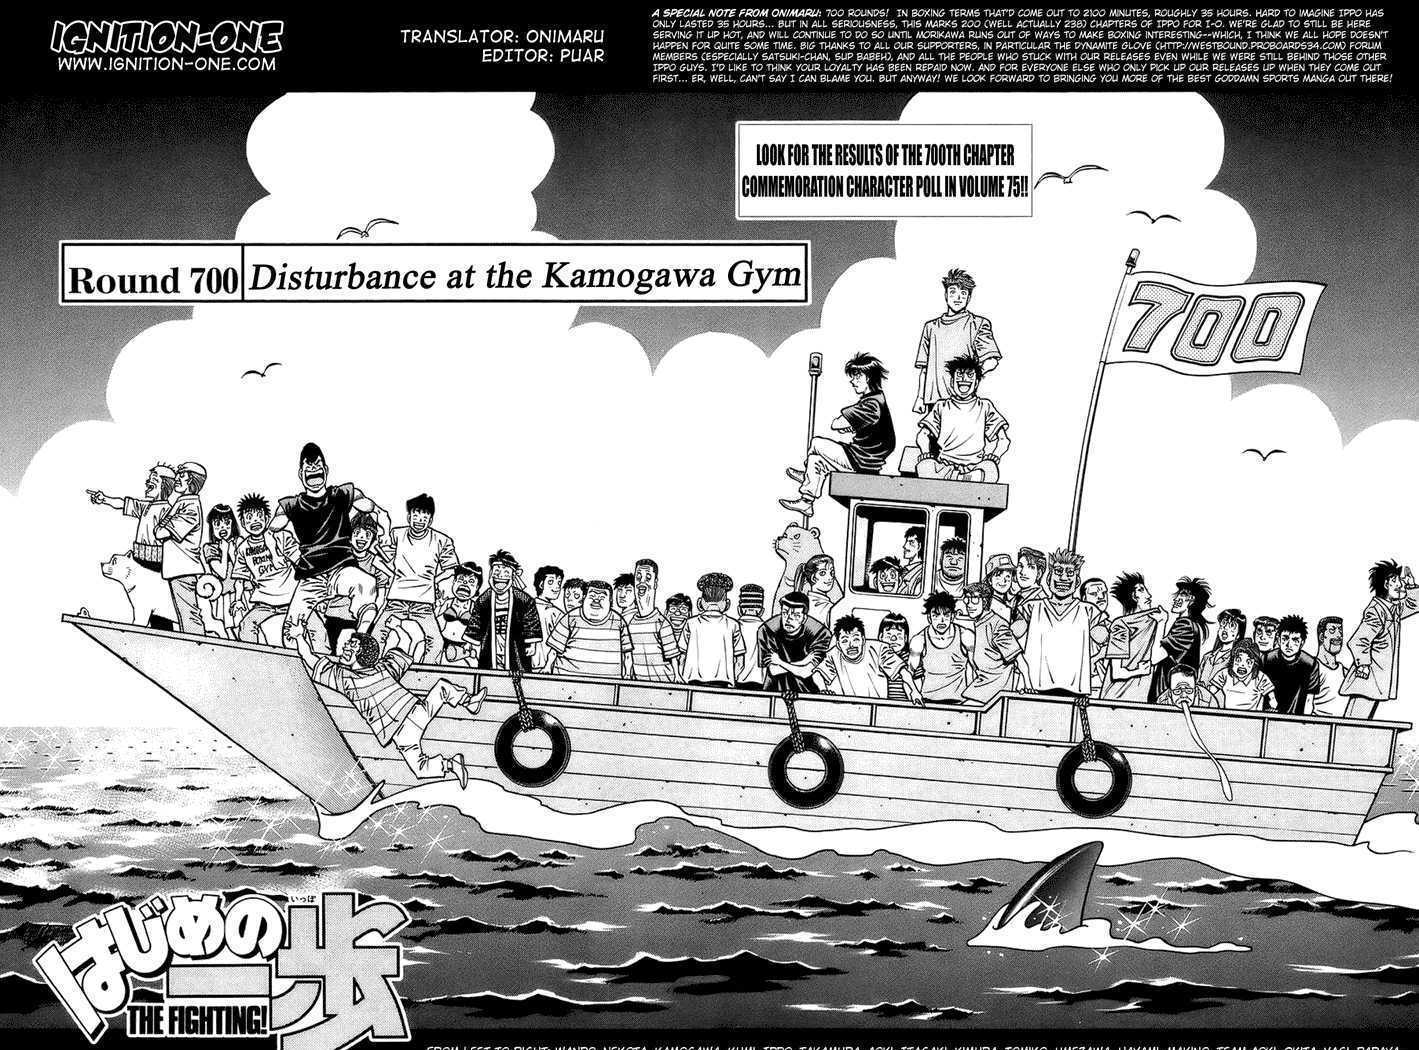 IGNITION-ONE
WWW.IGNITION-ONE.COM
TRANSLATOR: ONIMARU
EDITOR: PUAR
A SPECIAL NOTE FROM ONIMARU: 700 ROUNDS! IN BOXING TERMS THAT'D COME OUT TO 2100 MINUTES, ROUGHLY 35 HOURS. HARD TO IMAGINE IPPO HAS
ONLY LASTED 35 HOURS... BUT IN ALL SERIOUSNESS, THIS MARKS 200 (WELL ACTUALLY 238) CHAPTERS OF IPPO FOR I-O. WE'RE GLAD TO STILL BE HERE
SERVING IT UP HOT, AND WILL CONTINUE TO DO SO UNTIL MORIKAWA RUNS OUT OF WAYS TO MAKE BOXING INTERESTING--WHICH, I THINK WE ALL HOPE DOESN'T
HAPPEN FOR QUITE SOME TIME. BIG THANKS TO ALL OUR SUPPORTERS, IN PARTICULAR THE DYNAMITE GLOVE (HTTP://WESTBOUND.PROBOARDS34.COM) FORUM
MEMBERS (ESPECIALLY SATSUKI-CHAN, SUP BABEH), AND ALL THE PEOPLE WHO STUCK WITH OUR RELEASES EVEN WHILE WE WERE STILL BEHIND THOSE OTHER
IPPO GUYS. I'D LIKE TO THINK YOUR LOYALTY HAS BEEN REPAID NOW. AND FOR EVERYONE ELSE WHO ONLY PICK UP OUR RELEASES UP WHEN THEY COME OUT
FIRST... ER, WELL, CAN'T SAY I CAN BLAME YOU. BUT ANYWAY! WE LOOK FORWARD TO BRINGING YOU MORE OF THE BEST GODDAMN SPORTS MANGA OUT THERE!
LOOK FOR THE RESULTS OF THE 700TH CHAPTER
COMMEMORATION CHARACTER POLL IN VOLUME 75!!
Round 700 Disturbance at the Kamogawa Gym
700
GYM
いっぽ
はじめの一歩
THE FIGHTING!